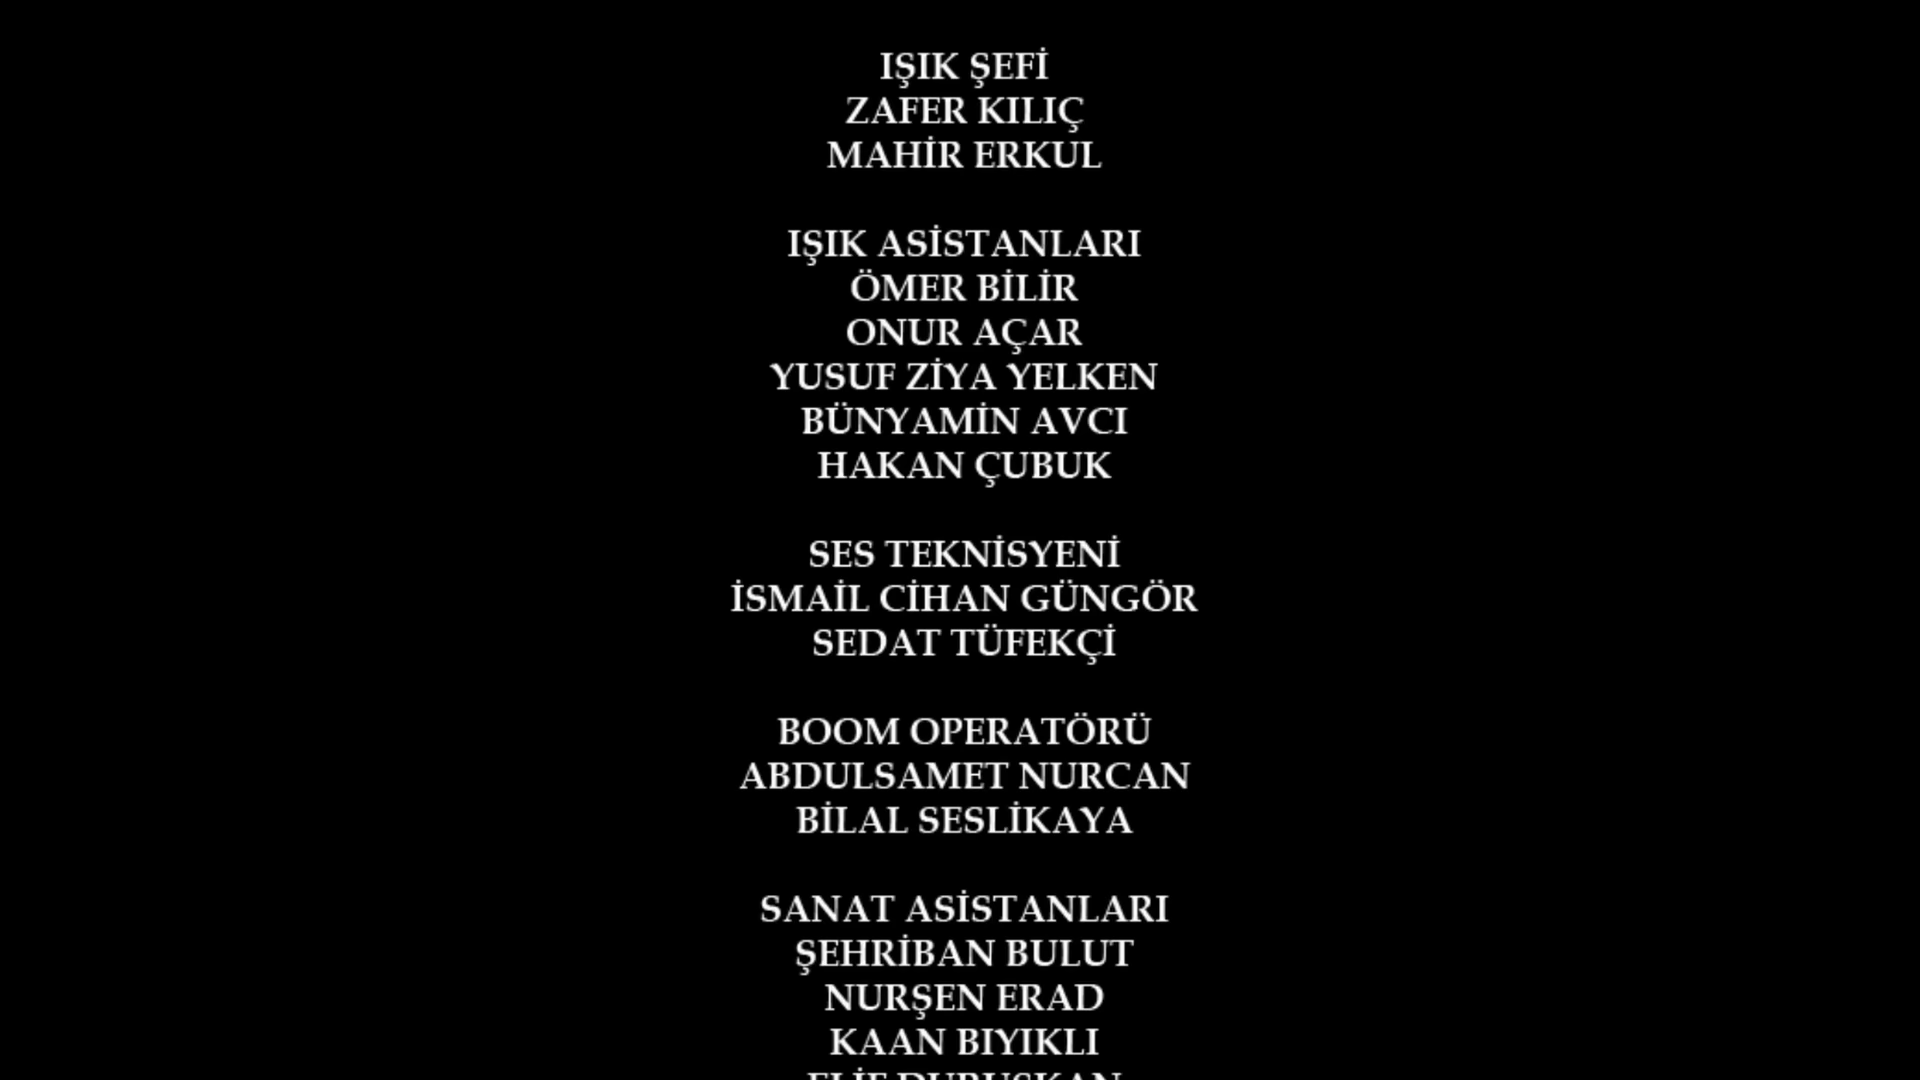 IŞIK ŞEFİ
ZAFER KILIÇ
MAHİR ERKUL
IŞIK ASİSTANLARI
ÖMER BİLİR
ONUR AÇAR
YUSUF ZİYA YELKEN
BÜNYAMİN AVCI
HAKAN ÇUBUK
SES TEKNİSYENİ
İSMAİL CİHAN GÜNGÖR
SEDAT TÜFEKÇİ
BOOM OPERATÖRÜ
ABDULSAMET NURCAN
BİLAL SESLİKAYA
SANAT ASİSTANLARI
ŞEHRİBAN BULUT
NURŞEN ERAD
KAAN BIYIKLI